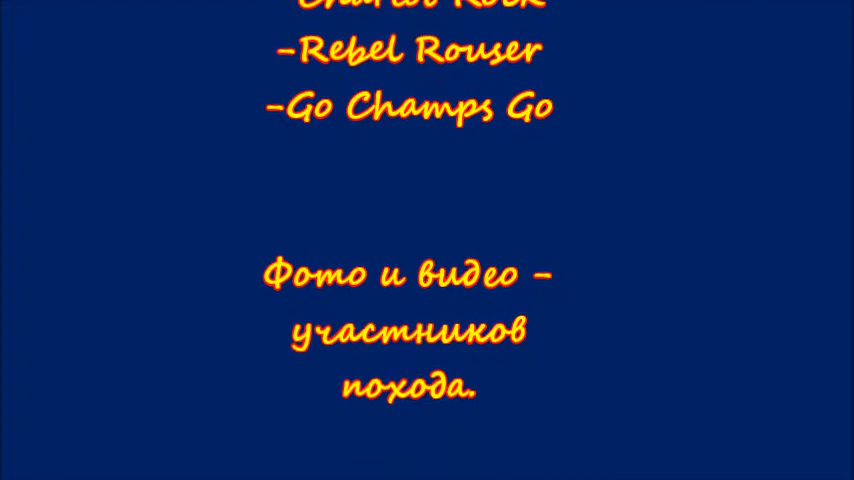 -Rebel Rouser
-Go Champs Go
Фото и видео -
участников
похода.